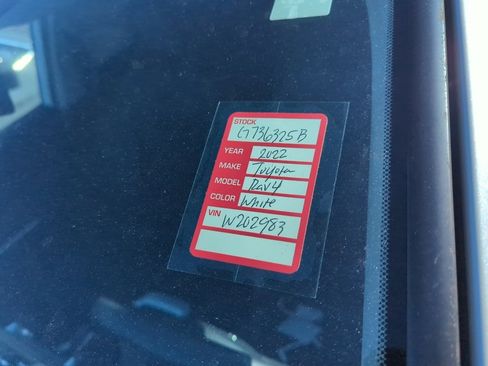 STOCK
G736325B
YEAR 2022
MAKE Toyota
MODEL Rav4
COLOR White
VIN
W202983